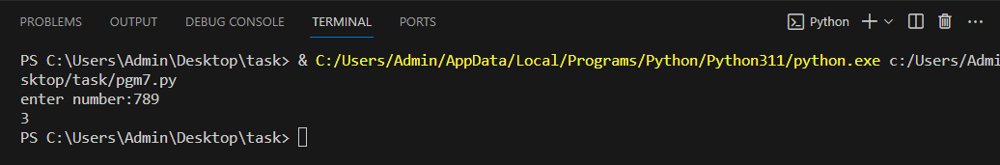 PROBLEMS OUTPUT DEBUG CONSOLE TERMINAL PORTS Python
PS C:\Users\Admin\Desktop\task> & C:/Users/Admin/AppData/Local/Programs/Python/Python311/python.exe c:/Users/Admi
sktop/task/pgm7.py
enter number:789
3
PS C:\Users\Admin\Desktop\task>